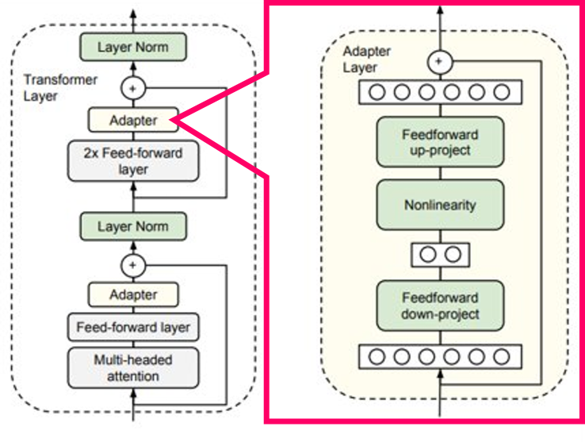 Layer Norm
Transformer
Layer
+
Adapter
2x Feed-forward
layer
Layer Norm
+
Adapter
Feed-forward layer
Multi-headed
attention
Adapter
Layer
+
Feedforward
up-project
Nonlinearity
Feedforward
down-project